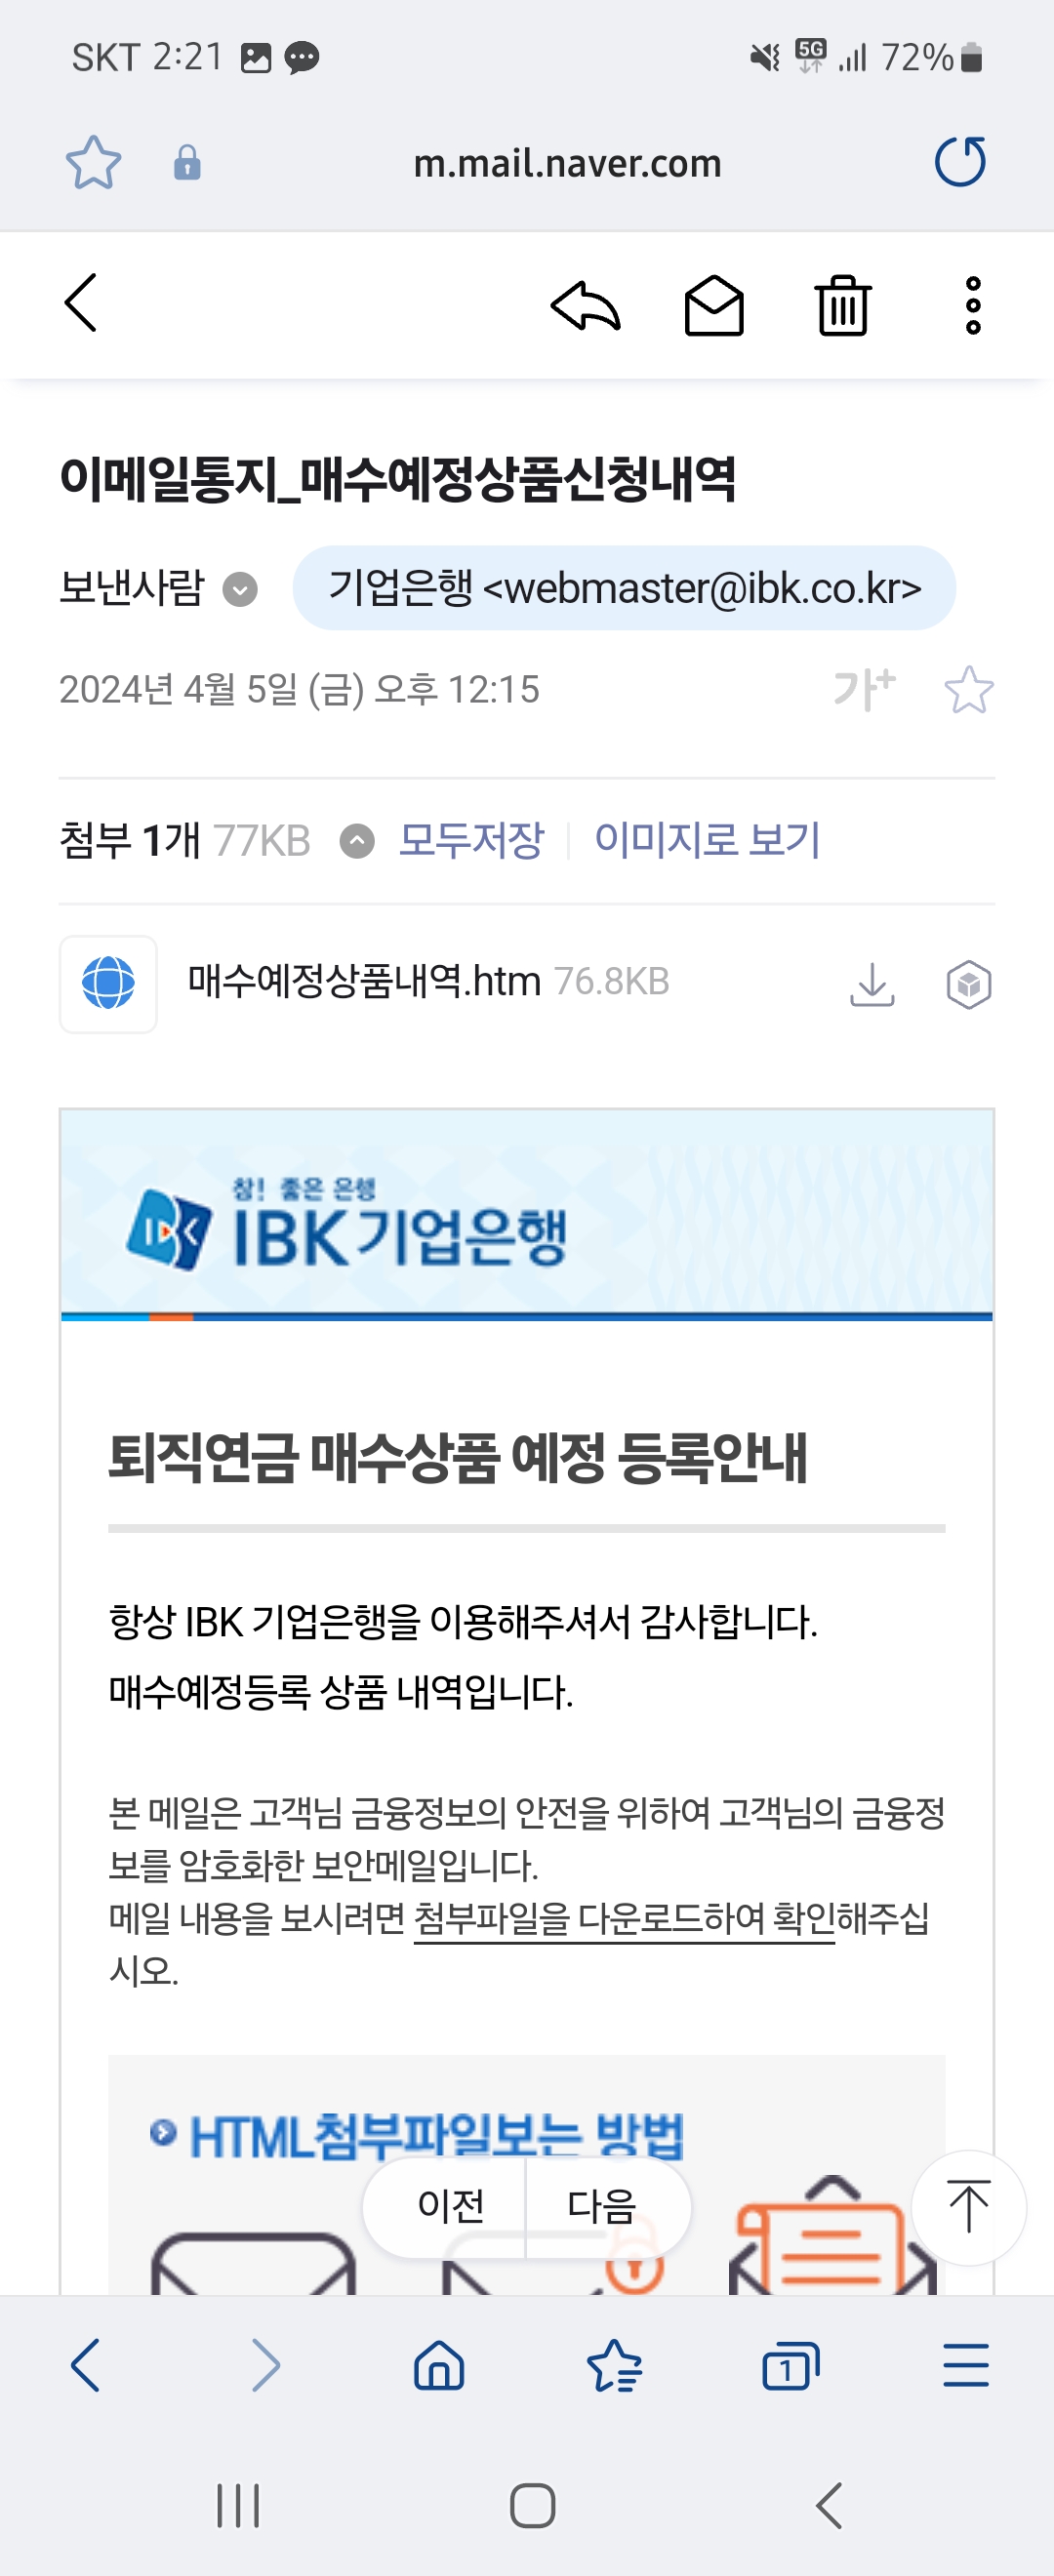 SKT 2:21 5G 72%
m.mail.naver.com
이메일통지_매수예정상품신청내역
보낸사람 기업은행 <webmaster@ibk.co.kr>
2024년 4월 5일 (금) 오후 12:15 가+
첨부 1개 77KB 모두저장 이미지로 보기
매수예정상품내역.htm 76.8KB
참! 좋은 은행
IBK 기업은행
퇴직연금 매수상품 예정 등록안내
항상 IBK 기업은행을 이용해주셔서 감사합니다.
매수예정등록 상품 내역입니다.
본 메일은 고객님 금융정보의 안전을 위하여 고객님의 금융정
보를 암호화한 보안메일입니다.
메일 내용을 보시려면 첨부파일을 다운로드하여 확인해주십
시오.
HTML첨부파일보는 방법
이전 다음
1